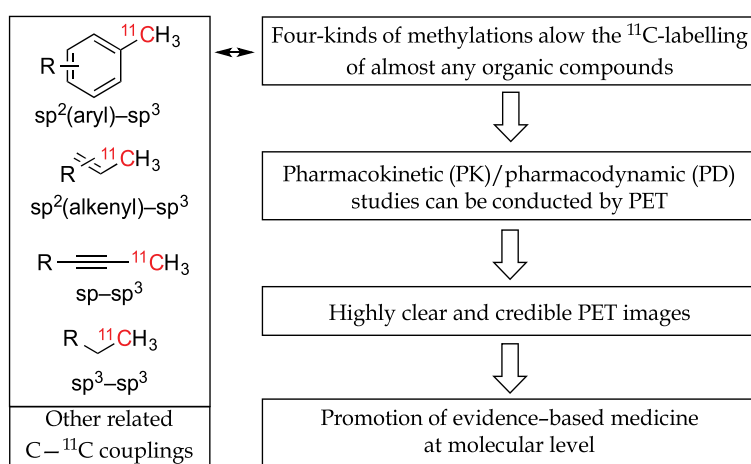 ¹¹CH₃
R
sp²(aryl)–sp³
¹¹CH₃
R
sp²(alkenyl)–sp³
R ¹¹CH₃
sp–sp³
R ¹¹CH₃
sp³–sp³
Other related
C–¹¹C couplings
Four-kinds of methylations alow the ¹¹C-labelling
of almost any organic compounds
Pharmacokinetic (PK)/pharmacodynamic (PD)
studies can be conducted by PET
Highly clear and credible PET images
Promotion of evidence–based medicine
at molecular level